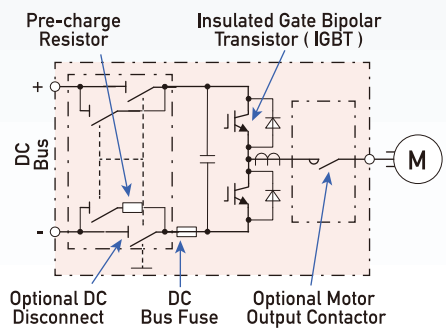 Pre-charge
Resistor
Insulated Gate Bipolar
Transistor ( IGBT )
+
DC
Bus
-
M
Optional DC
Disconnect
DC
Bus Fuse
Optional Motor
Output Contactor